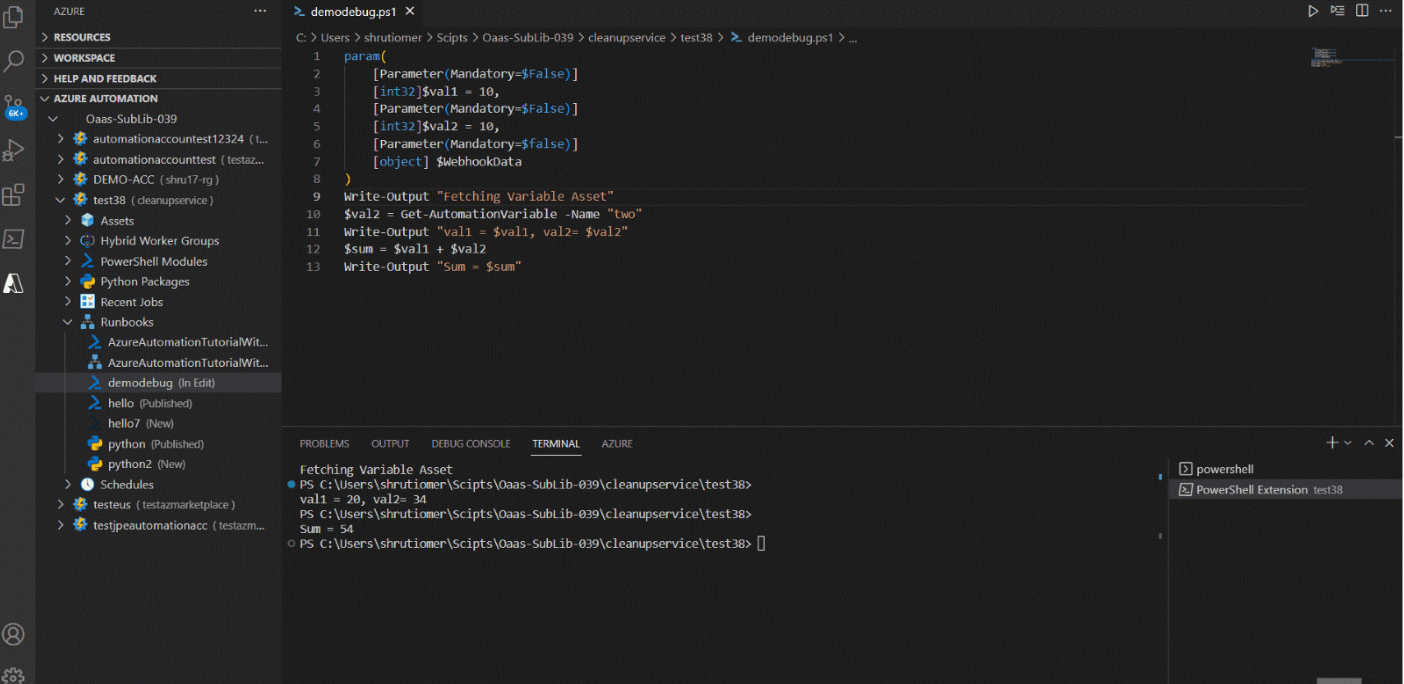 AZURE
RESOURCES
WORKSPACE
HELP AND FEEDBACK
AZURE AUTOMATION
Oaas-SubLib-039
automationaccountest12324 (t...
automationaccounttest (testaz...
DEMO-ACC (shru17-rg)
test38 (cleanupservice)
Assets
Hybrid Worker Groups
PowerShell Modules
Python Packages
Recent Jobs
Runbooks
AzureAutomationTutorialWit...
AzureAutomationTutorialWit...
demodebug (In Edit)
hello (Published)
hello7 (New)
python (Published)
python2 (New)
Schedules
testeus (testazmarketplace)
testjpeautomationacc (testazm...
6K+
demodebug.ps1
C: > Users > shrutiomer > Scipts > Oaas-SubLib-039 > cleanupservice > test38 > demodebug.ps1 > ...
1 param(
2 [Parameter(Mandatory=$False)]
3 [int32]$val1 = 10,
4 [Parameter(Mandatory=$False)]
5 [int32]$val2 = 10,
6 [Parameter(Mandatory=$false)]
7 [object] $WebhookData
8 )
9 Write-Output "Fetching Variable Asset"
10 $val2 = Get-AutomationVariable -Name "two"
11 Write-Output "val1 = $val1, val2= $val2"
12 $sum = $val1 + $val2
13 Write-Output "Sum = $sum"
PROBLEMS OUTPUT DEBUG CONSOLE TERMINAL AZURE
Fetching Variable Asset
PS C:\Users\shrutiomer\Scipts\Oaas-SubLib-039\cleanupservice\test38>
val1 = 20, val2= 34
PS C:\Users\shrutiomer\Scipts\Oaas-SubLib-039\cleanupservice\test38>
Sum = 54
PS C:\Users\shrutiomer\Scipts\Oaas-SubLib-039\cleanupservice\test38>
powershell
PowerShell Extension test38